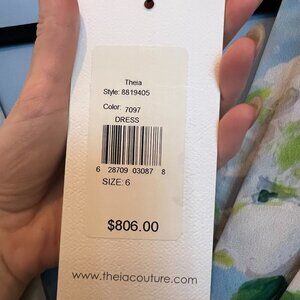 Theia
Style: 8819405
Color: 7097
DRESS
6 28709 03087 8
SIZE: 6
$806.00
www.theiacouture.com